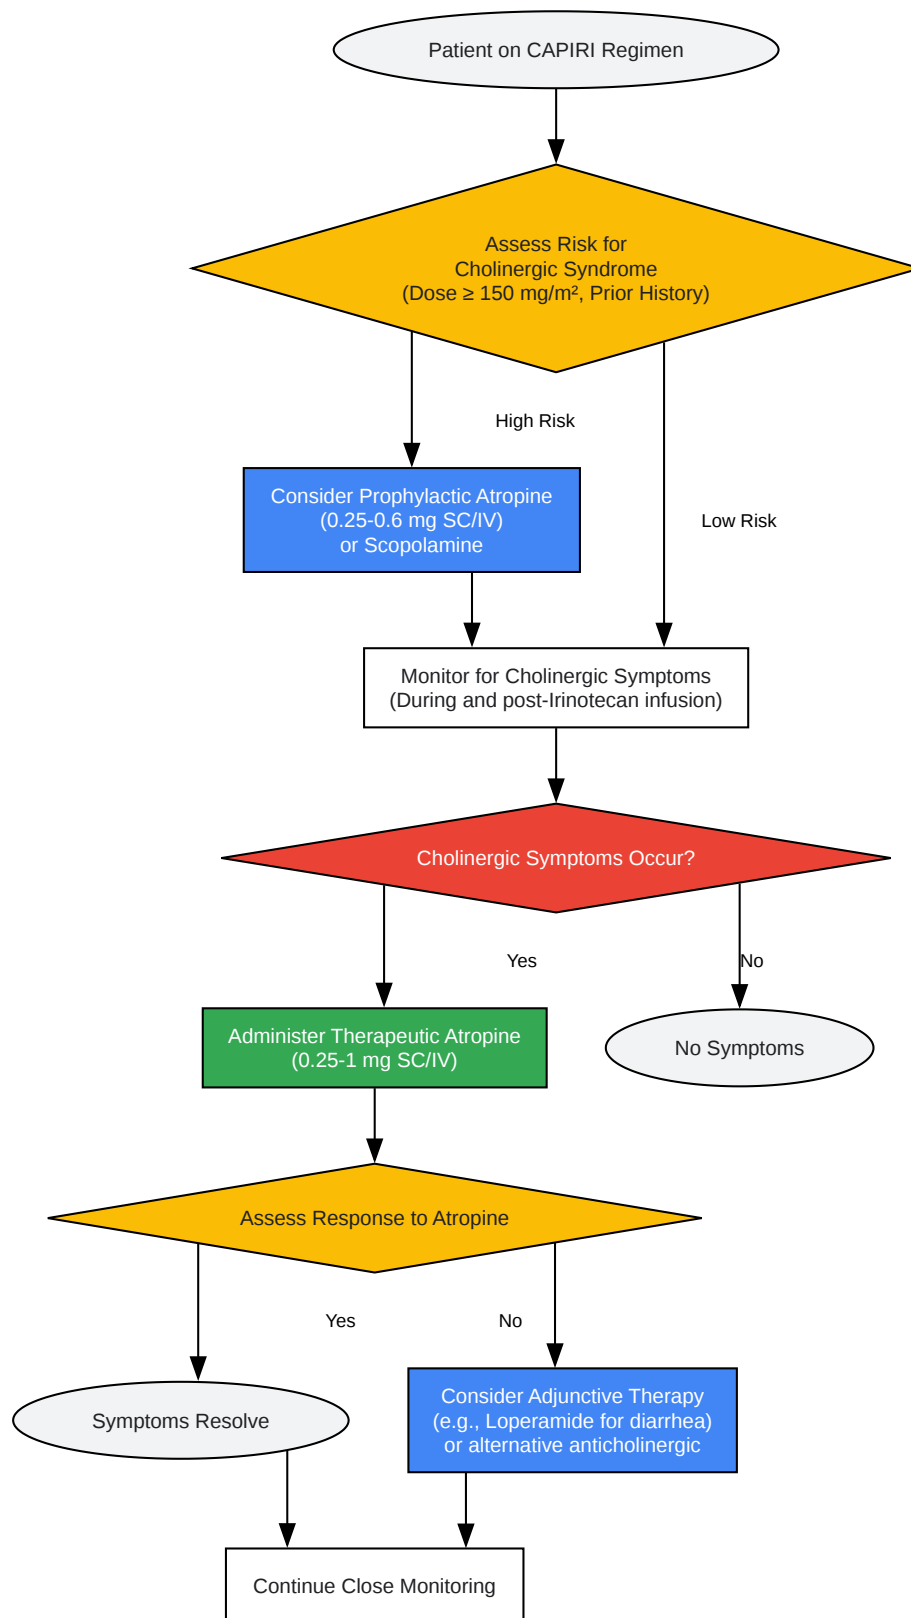 Patient on CAPIRI Regimen
Assess Risk for
Cholinergic Syndrome
(Dose ≥ 150 mg/m², Prior History)
High Risk
Consider Prophylactic Atropine
(0.25-0.6 mg SC/IV)
or Scopolamine
Low Risk
Monitor for Cholinergic Symptoms
(During and post-Irinotecan infusion)
Cholinergic Symptoms Occur?
Yes
No
Administer Therapeutic Atropine
(0.25-1 mg SC/IV)
No Symptoms
Assess Response to Atropine
Yes
No
Symptoms Resolve
Consider Adjunctive Therapy
(e.g., Loperamide for diarrhea)
or alternative anticholinergic
Continue Close Monitoring